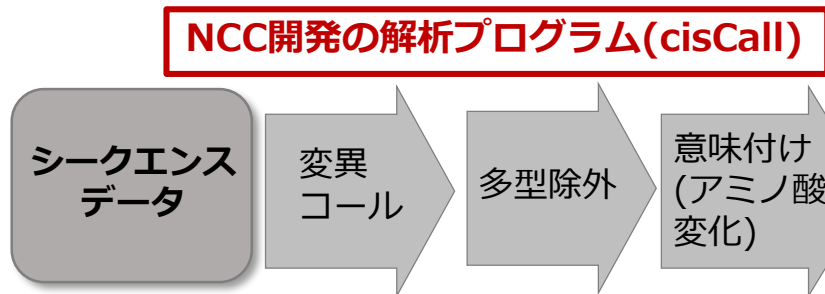 NCC開発の解析プログラム(cisCall)
シークエンス
データ
変異
コール
多型除外
意味付け
(アミノ酸
変化)